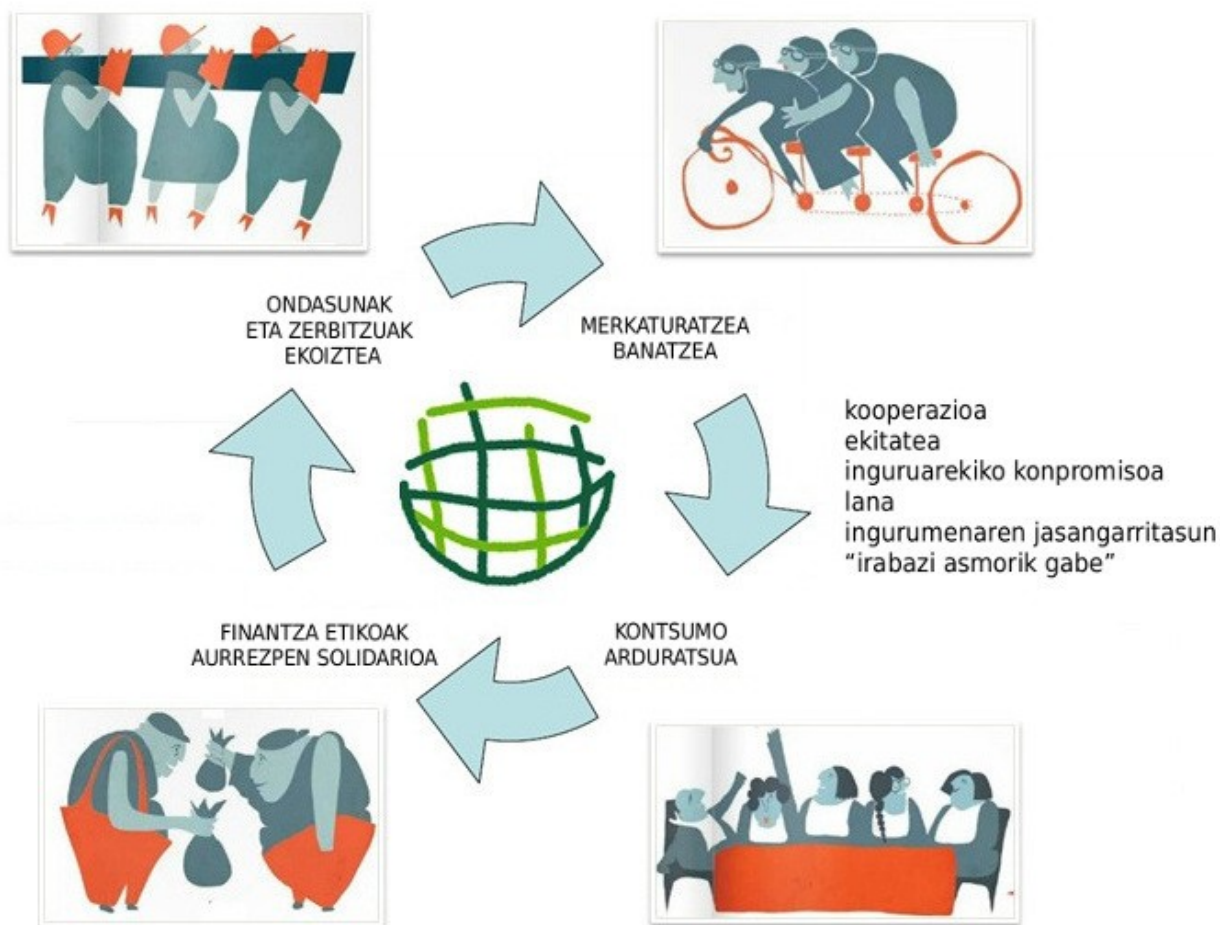 ONDASUNAK
ETA ZERBITZUAK
EKOIZTEA
MERKATURATZEA
BANATZEA
kooperazioa
ekitatea
inguruarekiko konpromisoa
lana
ingurumenaren jasangarritasun
“irabazi asmorik gabe”
FINANTZA ETIKOAK
AURREZPEN SOLIDARIOA
KONTSUMO
ARDURATSUA